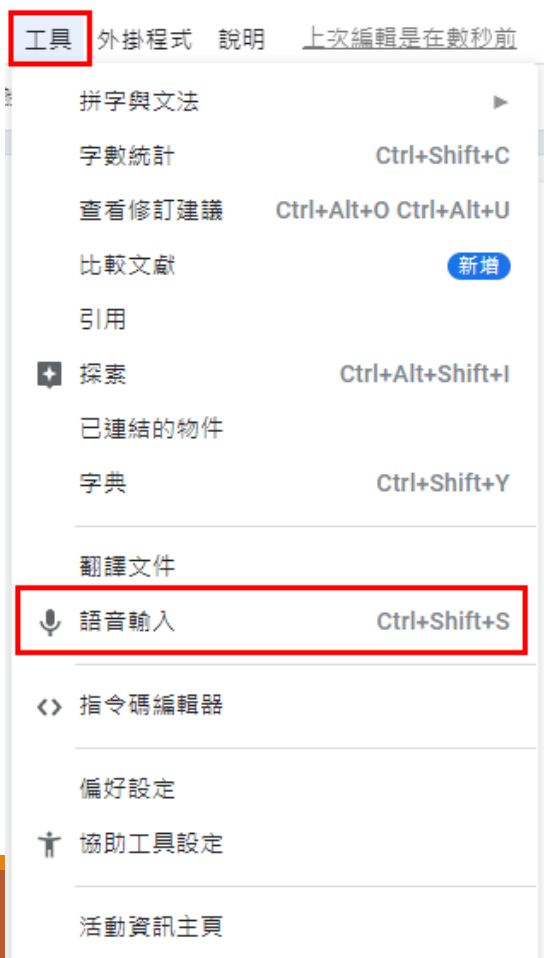 工具 外掛程式 說明 上次編輯是在數秒前
拼字與文法
字數統計 Ctrl+Shift+C
查看修訂建議 Ctrl+Alt+O Ctrl+Alt+U
比較文獻 新增
引用
探索 Ctrl+Alt+Shift+I
已連結的物件
字典 Ctrl+Shift+Y
翻譯文件
語音輸入 Ctrl+Shift+S
指令碼編輯器
偏好設定
協助工具設定
活動資訊主頁